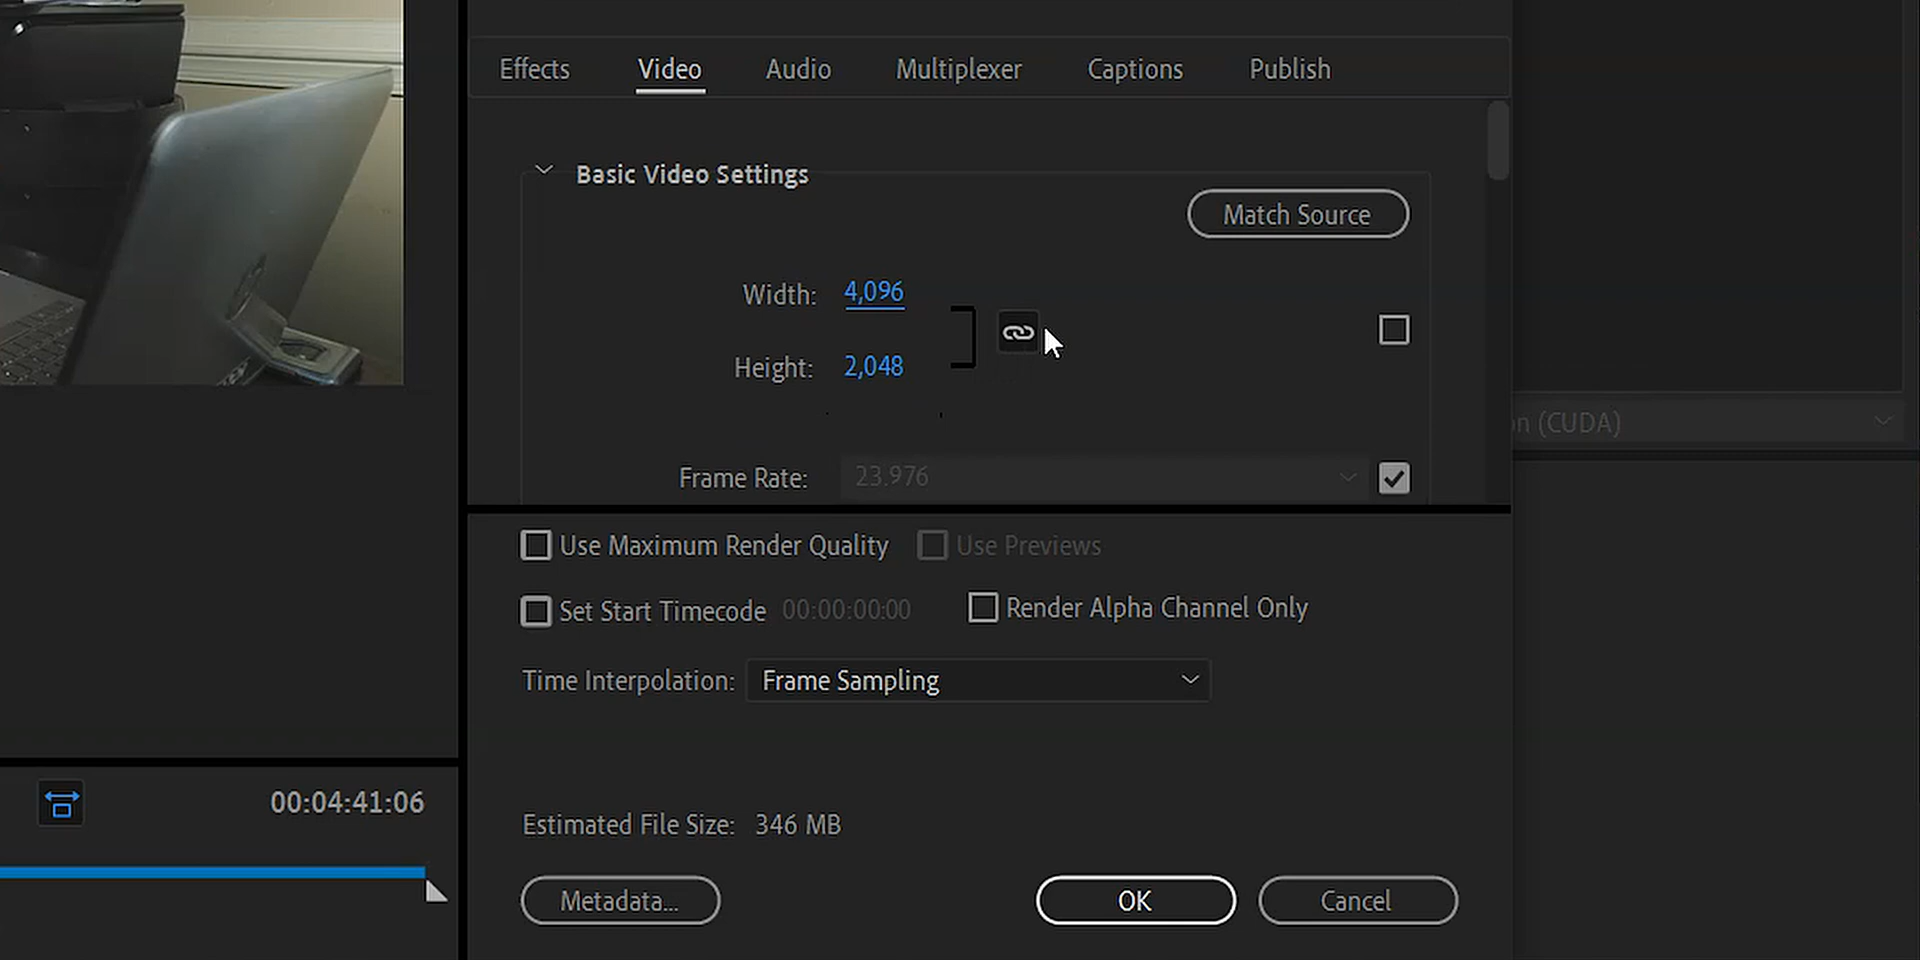 Effects Video Audio Multiplexer Captions Publish
Basic Video Settings
Match Source
Width: 4,096
Height: 2,048
Frame Rate: 23.976
(CUDA)
Use Maximum Render Quality Use Previews
Set Start Timecode 00:00:00:00 Render Alpha Channel Only
Time Interpolation: Frame Sampling
00:04:41:06
Estimated File Size: 346 MB
Metadata... OK Cancel